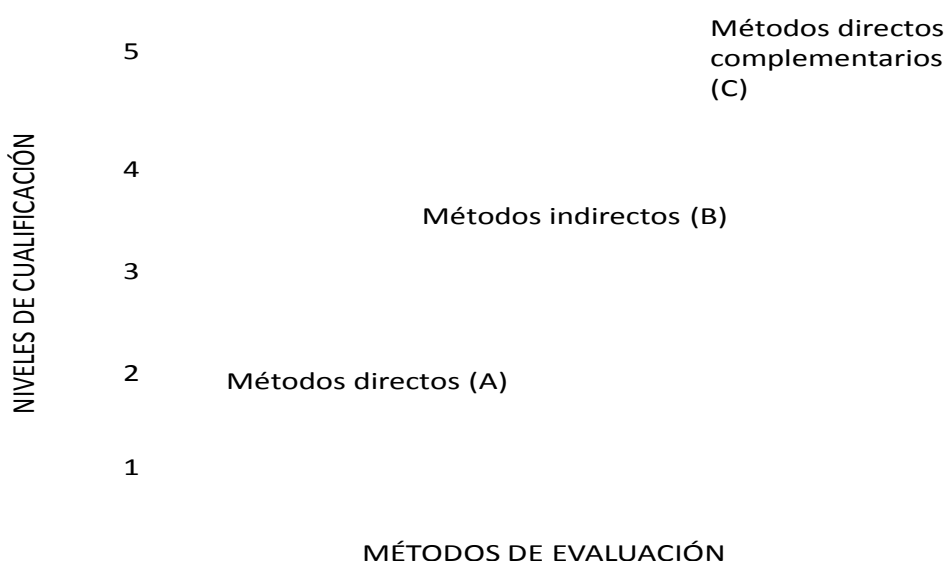 Métodos directos
complementarios
(C)
5
4
Métodos indirectos (B)
3
2
Métodos directos (A)
1
NIVELES DE CUALIFICACIÓN
MÉTODOS DE EVALUACIÓN